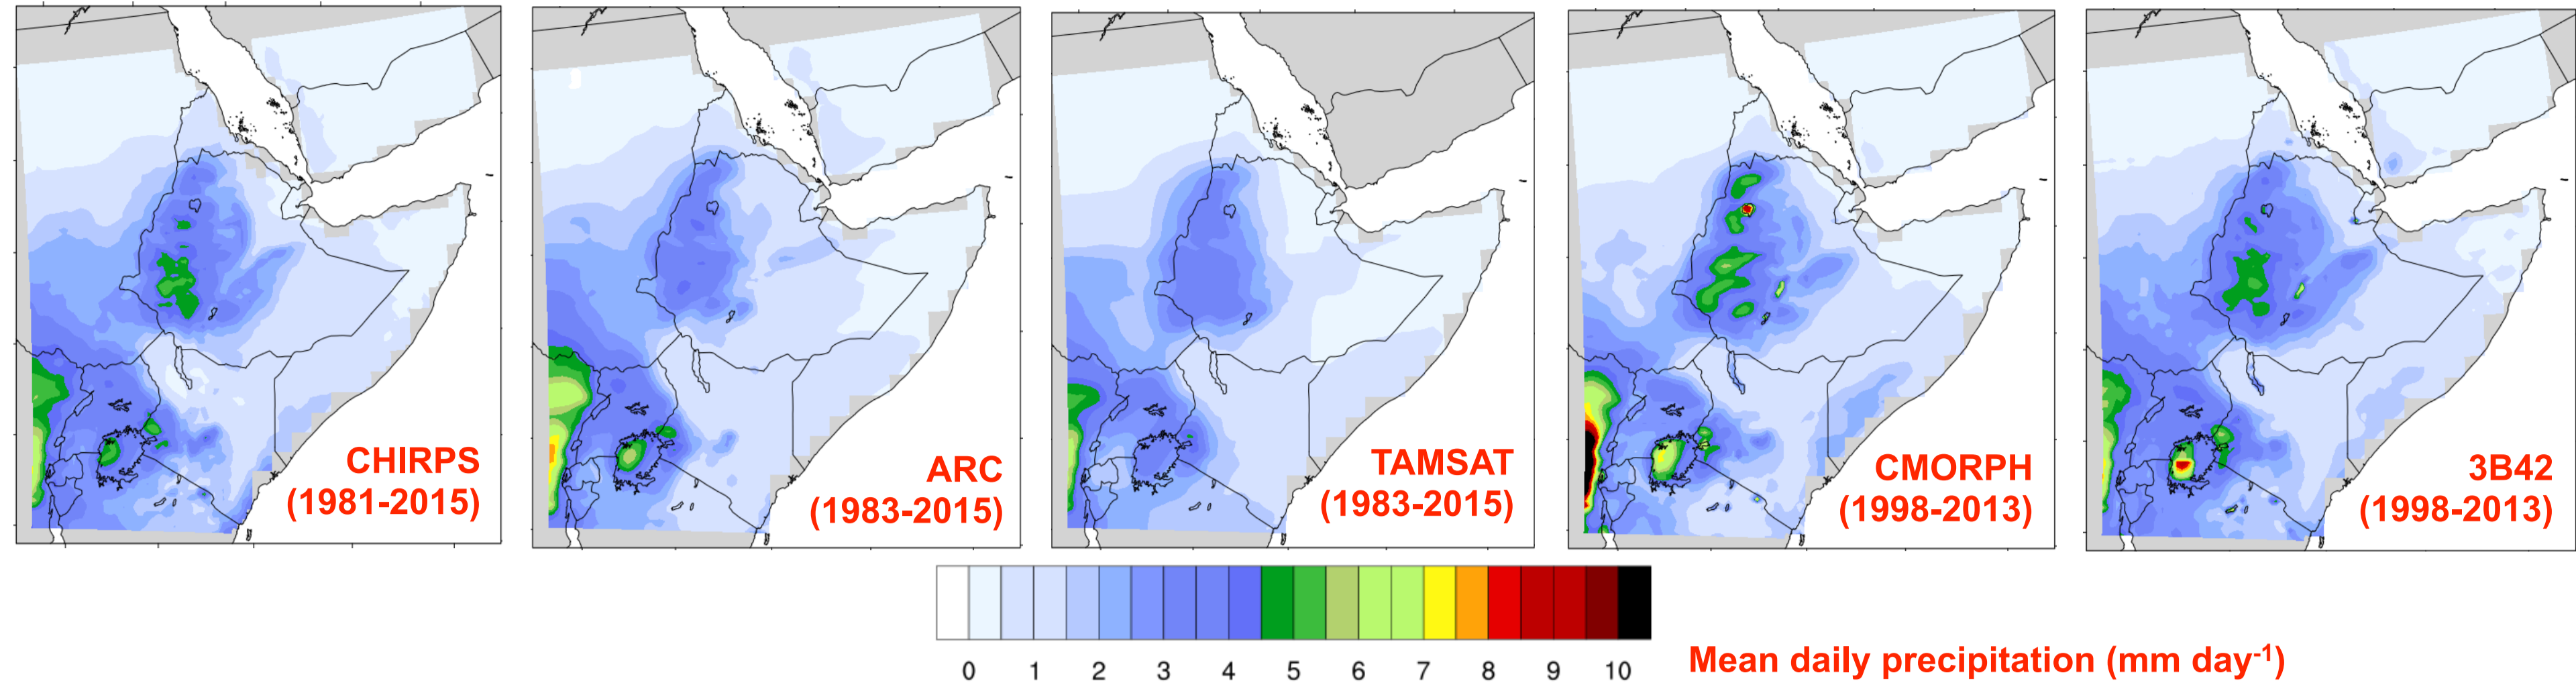 CHIRPS
(1981-2015)
ARC
(1983-2015)
TAMSAT
(1983-2015)
CMORPH
(1998-2013)
3B42
(1998-2013)
0 1 2 3 4 5 6 7 8 9 10
Mean daily precipitation (mm day⁻¹)